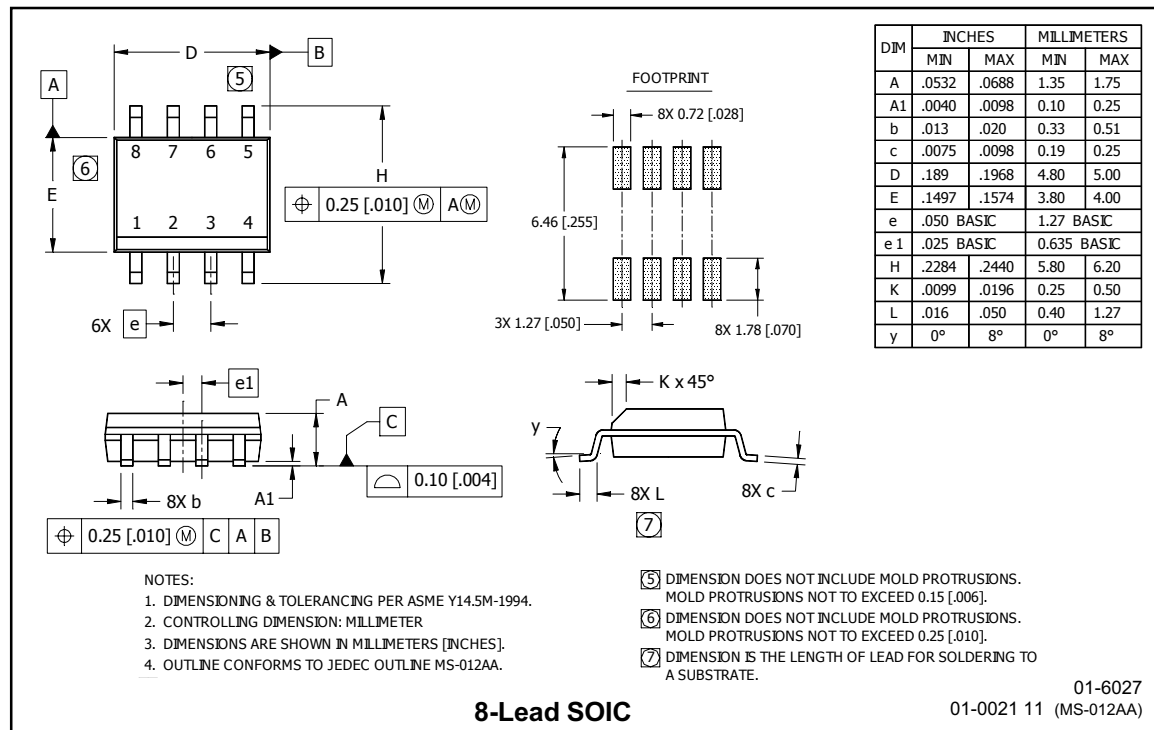 D
B
5
A
8 7 6 5
6
E
H
⌖ 0.25 [.010] Ⓜ AⓂ
1 2 3 4
6X e
FOOTPRINT
8X 0.72 [.028]
6.46 [.255]
3X 1.27 [.050]
8X 1.78 [.070]
DIM INCHES MILLIMETERS
MIN MAX MIN MAX
A .0532 .0688 1.35 1.75
A1 .0040 .0098 0.10 0.25
b .013 .020 0.33 0.51
c .0075 .0098 0.19 0.25
D .189 .1968 4.80 5.00
E .1497 .1574 3.80 4.00
e .050 BASIC 1.27 BASIC
e 1 .025 BASIC 0.635 BASIC
H .2284 .2440 5.80 6.20
K .0099 .0196 0.25 0.50
L .016 .050 0.40 1.27
y 0° 8° 0° 8°
e1
A
C
⌓ 0.10 [.004]
8X b
A1
⌖ 0.25 [.010] Ⓜ C A B
K x 45°
y
8X L
8X c
7
NOTES:
1. DIMENSIONING & TOLERANCING PER ASME Y14.5M-1994.
2. CONTROLLING DIMENSION: MILLIMETER
3. DIMENSIONS ARE SHOWN IN MILLIMETERS [INCHES].
4. OUTLINE CONFORMS TO JEDEC OUTLINE MS-012AA.
5 DIMENSION DOES NOT INCLUDE MOLD PROTRUSIONS.
MOLD PROTRUSIONS NOT TO EXCEED 0.15 [.006].
6 DIMENSION DOES NOT INCLUDE MOLD PROTRUSIONS.
MOLD PROTRUSIONS NOT TO EXCEED 0.25 [.010].
7 DIMENSION IS THE LENGTH OF LEAD FOR SOLDERING TO
A SUBSTRATE.
8-Lead SOIC
01-6027
01-0021 11 (MS-012AA)